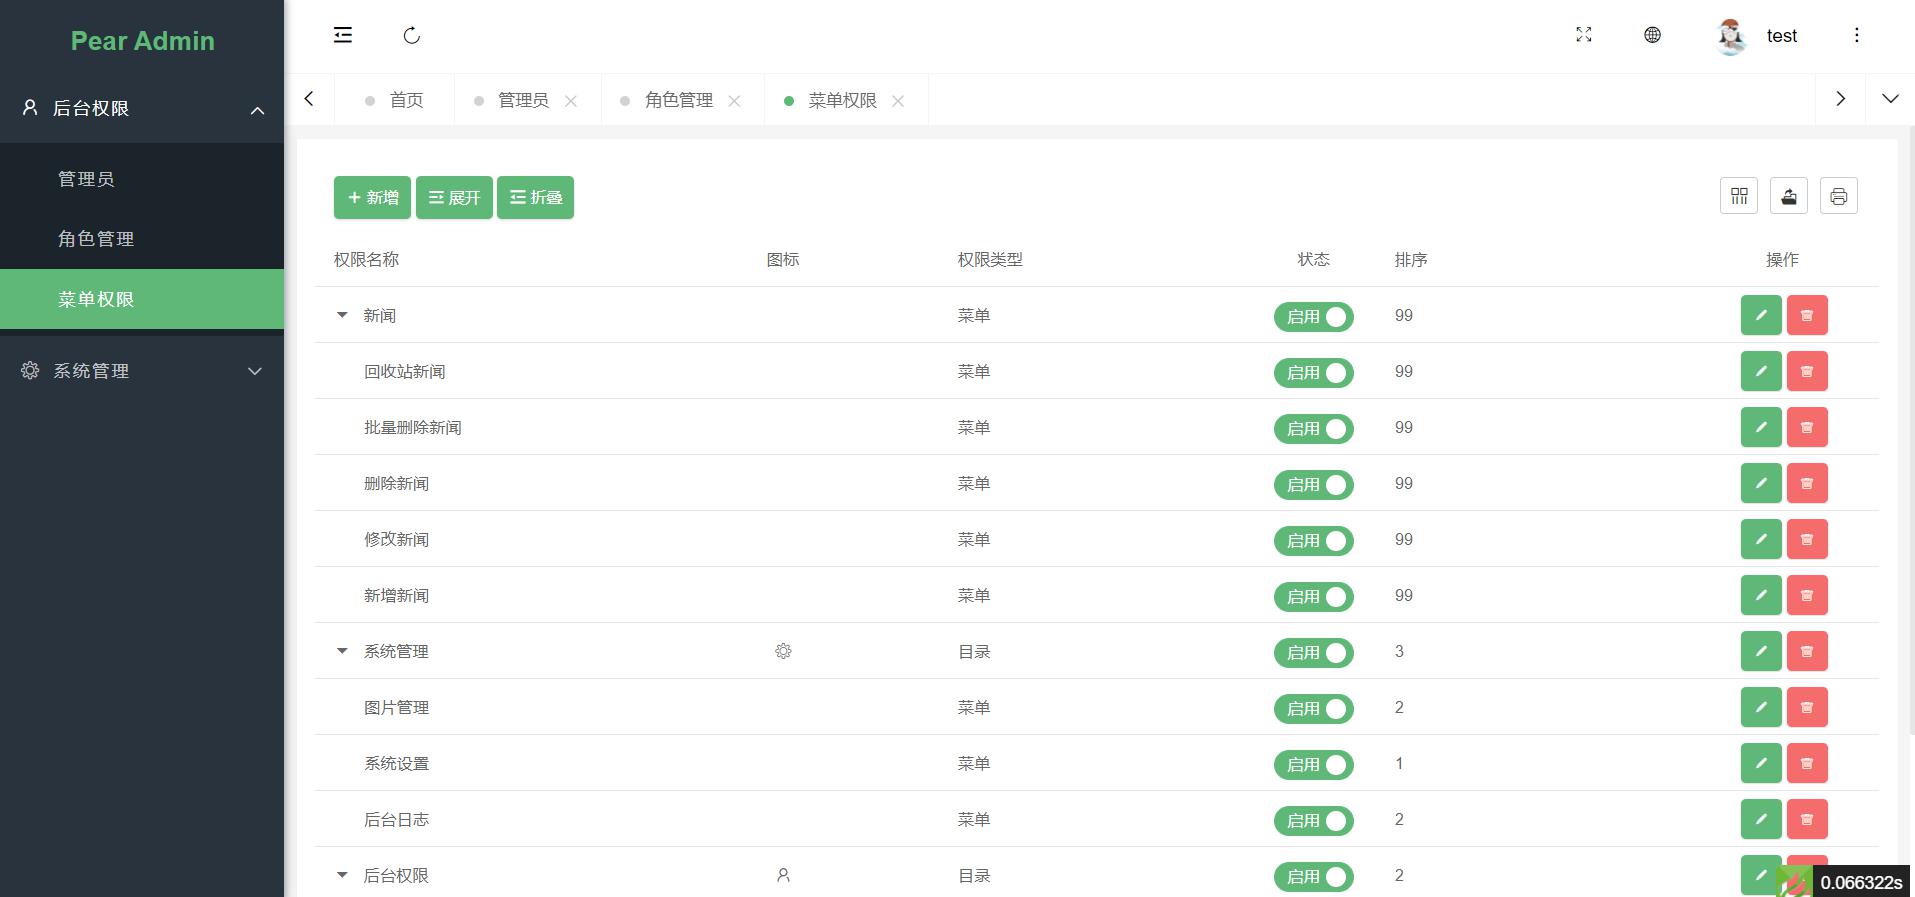 Pear Admin
后台权限
管理员
角色管理
菜单权限
系统管理
test
首页 管理员 角色管理 菜单权限
新增 展开 折叠
权限名称 图标 权限类型 状态 排序 操作
新闻 菜单 启用 99
回收站新闻 菜单 启用 99
批量删除新闻 菜单 启用 99
删除新闻 菜单 启用 99
修改新闻 菜单 启用 99
新增新闻 菜单 启用 99
系统管理 目录 启用 3
图片管理 菜单 启用 2
系统设置 菜单 启用 1
后台日志 菜单 启用 2
后台权限 目录 启用 2
0.066322s